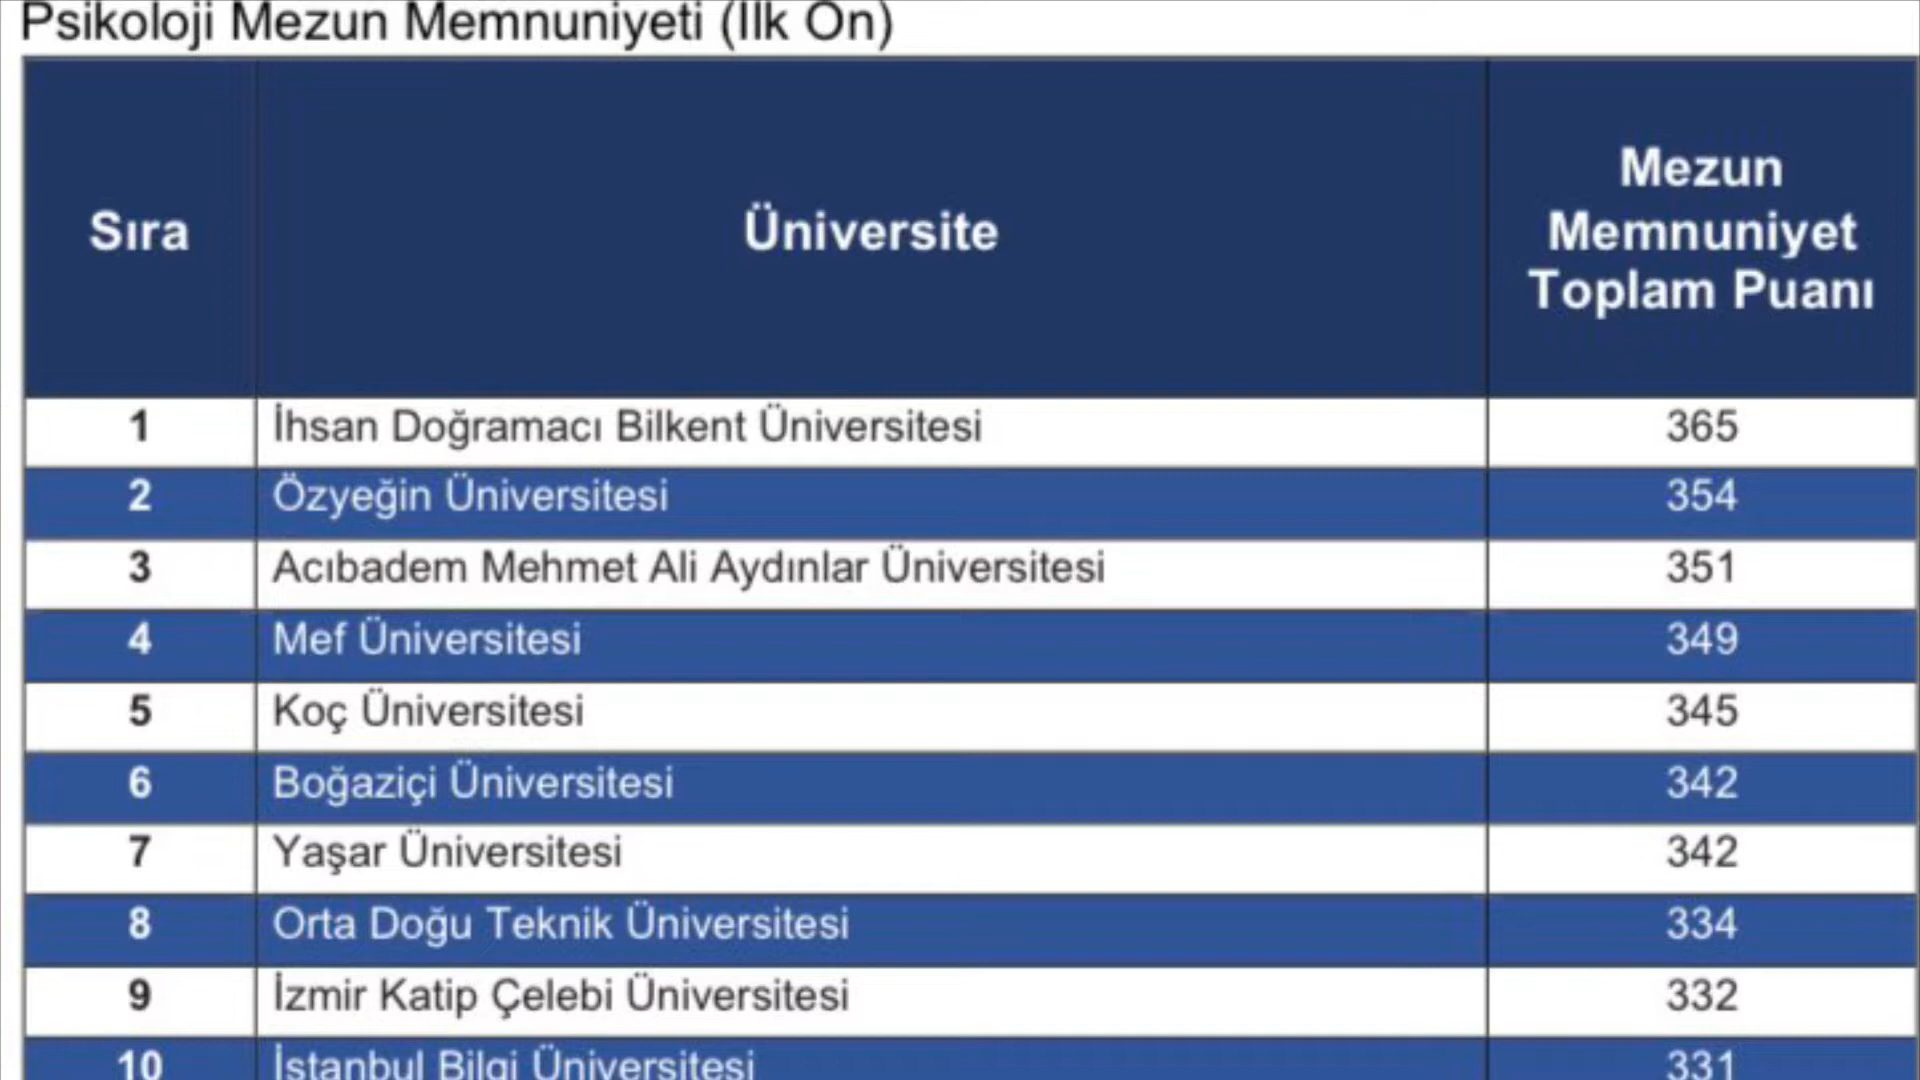 Psikoloji Mezun Memnuniyeti (İlk On)
Sıra Üniversite Mezun Memnuniyet Toplam Puanı
1 İhsan Doğramacı Bilkent Üniversitesi 365
2 Özyeğin Üniversitesi 354
3 Acıbadem Mehmet Ali Aydınlar Üniversitesi 351
4 Mef Üniversitesi 349
5 Koç Üniversitesi 345
6 Boğaziçi Üniversitesi 342
7 Yaşar Üniversitesi 342
8 Orta Doğu Teknik Üniversitesi 334
9 İzmir Katip Çelebi Üniversitesi 332
10 İstanbul Bilgi Üniversitesi 331